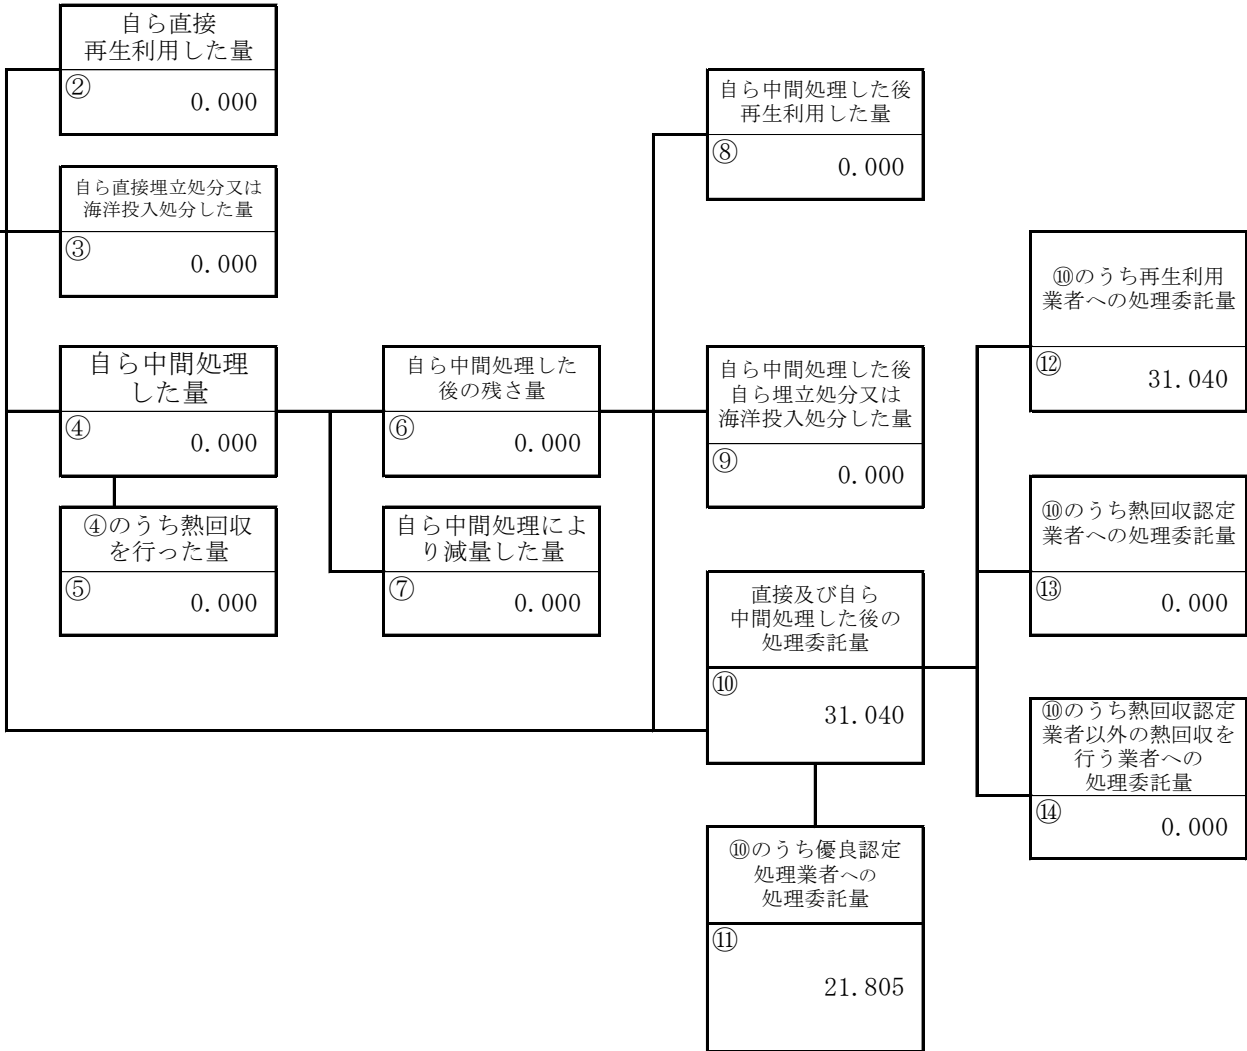 自ら直接
再生利用した量
②
0.000
自ら直接埋立処分又は
海洋投入処分した量
③
0.000
自ら中間処理
した量
④
0.000
④のうち熱回収
を行った量
⑤
0.000
自ら中間処理した
後の残さ量
⑥
0.000
自ら中間処理によ
り減量した量
⑦
0.000
自ら中間処理した後
再生利用した量
⑧
0.000
自ら中間処理した後
自ら埋立処分又は
海洋投入処分した量
⑨
0.000
直接及び自ら
中間処理した後の
処理委託量
⑩
31.040
⑩のうち優良認定
処理業者への
処理委託量
⑪
21.805
⑩のうち再生利用
業者への処理委託量
⑫
31.040
⑩のうち熱回収認定
業者への処理委託量
⑬
0.000
⑩のうち熱回収認定
業者以外の熱回収を
行う業者への
処理委託量
⑭
0.000